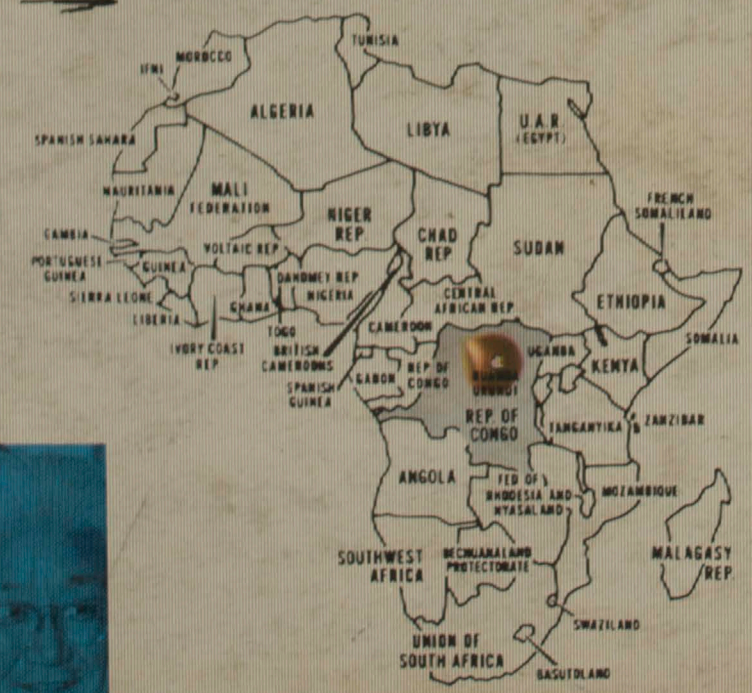 TUNISIA
MOROCCO
IFNI
ALGERIA
LIBYA
U.A.R.
(EGYPT)
SPANISH SAHARA
MAURITANIA
MALI
FEDERATION
NIGER
REP
CHAD
REP
SUDAN
FRENCH
SOMALILAND
GAMBIA
PORTUGUESE
GUINEA
GUINEA
VOLTAIC REP
DAHOMEY REP
NIGERIA
SIERRA LEONE
LIBERIA
GHANA
TOGO
IVORY COAST
REP
BRITISH
CAMEROONS
CENTRAL
AFRICAN REP
CAMEROON
ETHIOPIA
SOMALIA
SPANISH
GUINEA
GABON
REP OF
CONGO
UGANDA
KENYA
URUNDI
REP. OF
CONGO
TANGANYIKA
ZANZIBAR
ANGOLA
FED OF
RHODESIA AND
NYASALAND
MOZAMBIQUE
SOUTHWEST
AFRICA
BECHUANALAND
PROTECTORATE
MALAGASY
REP.
SWAZILAND
UNION OF
SOUTH AFRICA
BASUTOLAND